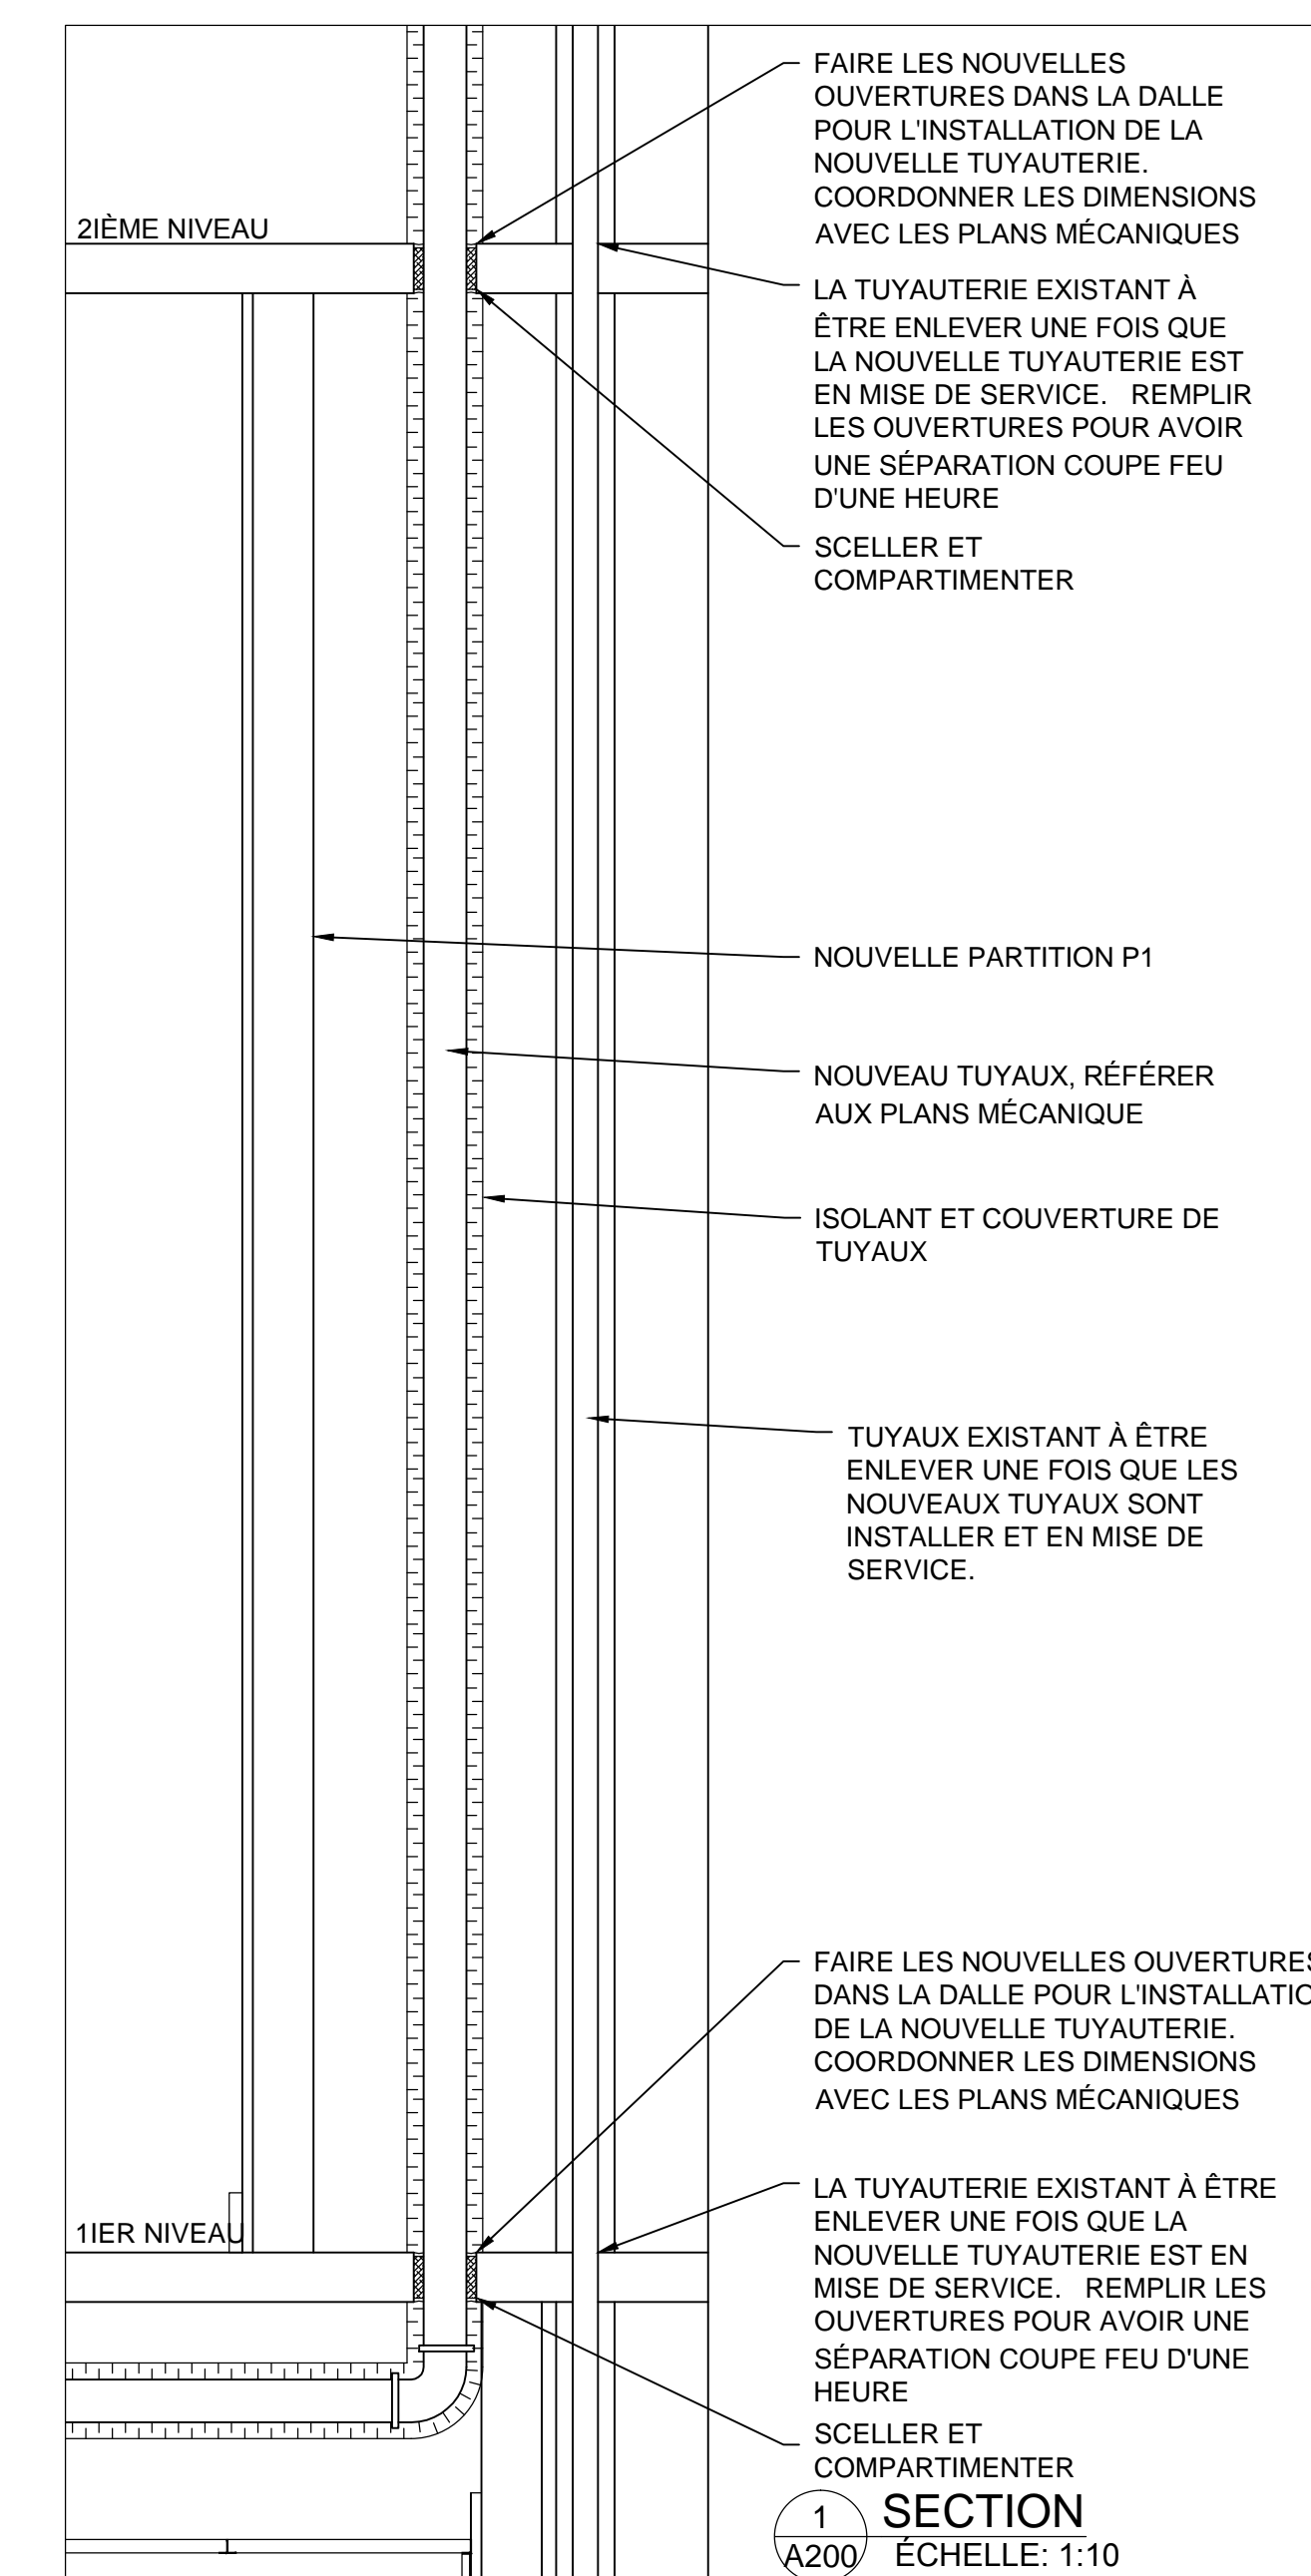 FAIRE LES NOUVELLES
OUVERTURES DANS LA DALLE
POUR L'INSTALLATION DE LA
NOUVELLE TUYAUTERIE.
COORDONNER LES DIMENSIONS
AVEC LES PLANS MÉCANIQUES
2IÈME NIVEAU
LA TUYAUTERIE EXISTANT À
ÊTRE ENLEVER UNE FOIS QUE
LA NOUVELLE TUYAUTERIE EST
EN MISE DE SERVICE. REMPLIR
LES OUVERTURES POUR AVOIR
UNE SÉPARATION COUPE FEU
D'UNE HEURE
SCELLER ET
COMPARTIMENTER
NOUVELLE PARTITION P1
NOUVEAU TUYAUX, RÉFÉRER
AUX PLANS MÉCANIQUE
ISOLANT ET COUVERTURE DE
TUYAUX
TUYAUX EXISTANT À ÊTRE
ENLEVER UNE FOIS QUE LES
NOUVEAUX TUYAUX SONT
INSTALLER ET EN MISE DE
SERVICE.
FAIRE LES NOUVELLES OUVERTURES
DANS LA DALLE POUR L'INSTALLATIO
DE LA NOUVELLE TUYAUTERIE.
COORDONNER LES DIMENSIONS
AVEC LES PLANS MÉCANIQUES
1IER NIVEAU
LA TUYAUTERIE EXISTANT À ÊTRE
ENLEVER UNE FOIS QUE LA
NOUVELLE TUYAUTERIE EST EN
MISE DE SERVICE. REMPLIR LES
OUVERTURES POUR AVOIR UNE
SÉPARATION COUPE FEU D'UNE
HEURE
SCELLER ET
COMPARTIMENTER
1 SECTION
A200 ÉCHELLE: 1:10